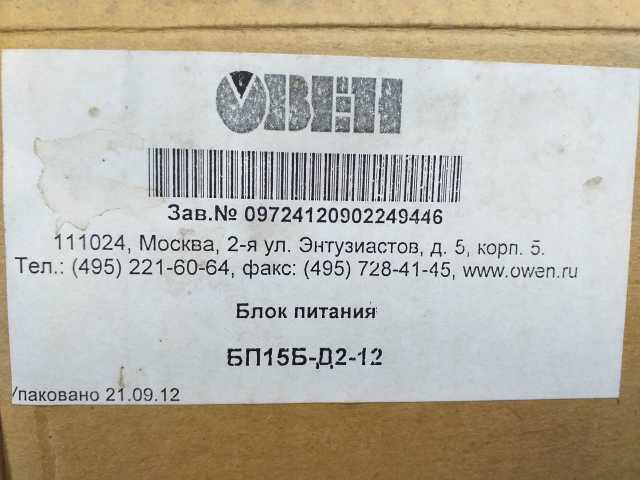 ОВЕН
Зав.№ 09724120902249446
111024, Москва, 2-я ул. Энтузиастов, д. 5, корп. 5.
Тел.: (495) 221-60-64, факс: (495) 728-41-45, www.owen.ru
Блок питания
БП15Б-Д2-12
Упаковано 21.09.12